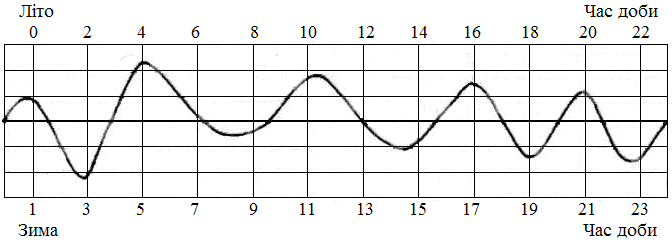 Літо Час доби
0 2 4 6 8 10 12 14 16 18 20 22
1 3 5 7 9 11 13 15 17 19 21 23
Зима Час доби